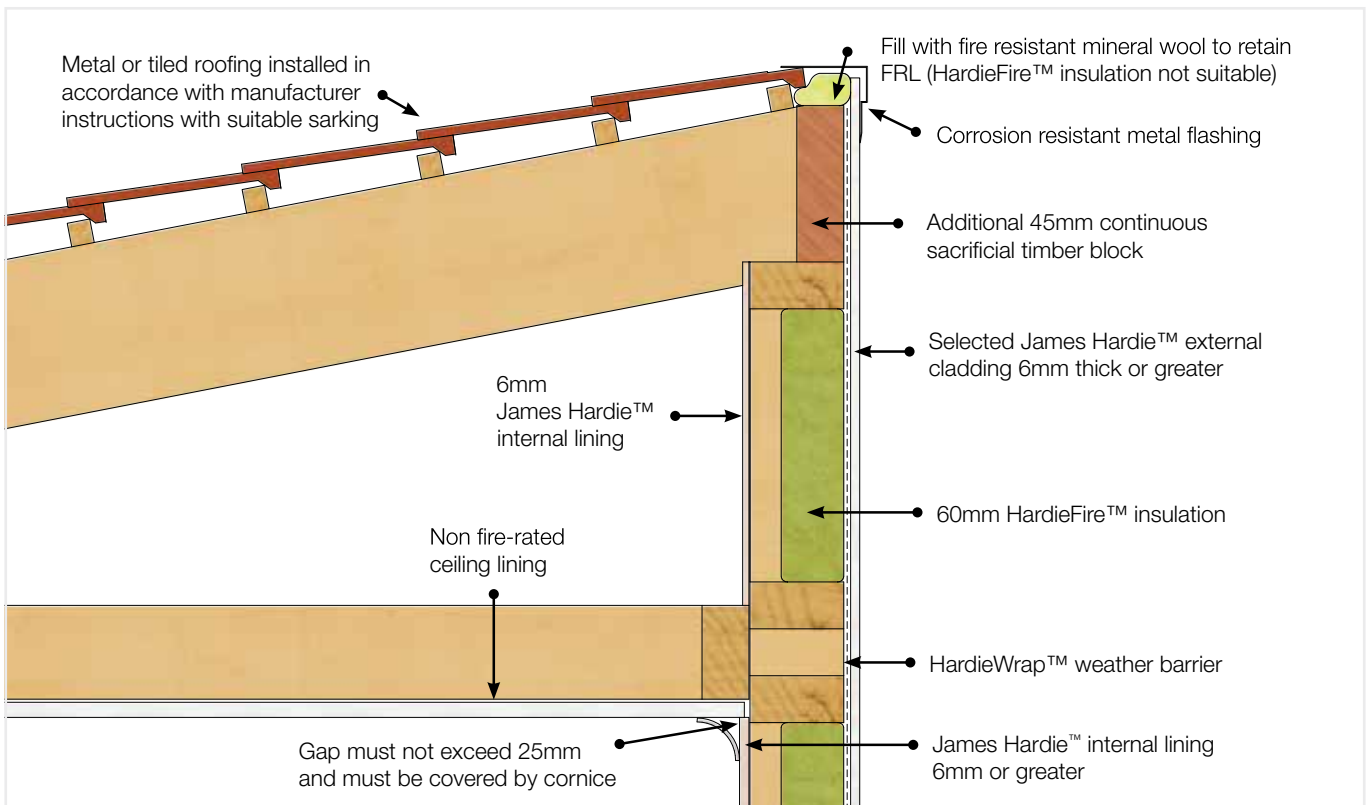 Metal or tiled roofing installed in
accordance with manufacturer
instructions with suitable sarking
Fill with fire resistant mineral wool to retain
FRL (HardieFire™ insulation not suitable)
Corrosion resistant metal flashing
Additional 45mm continuous
sacrificial timber block
Selected James Hardie™ external
cladding 6mm thick or greater
6mm
James Hardie™
internal lining
60mm HardieFire™ insulation
Non fire-rated
ceiling lining
HardieWrap™ weather barrier
Gap must not exceed 25mm
and must be covered by cornice
James Hardie™ internal lining
6mm or greater